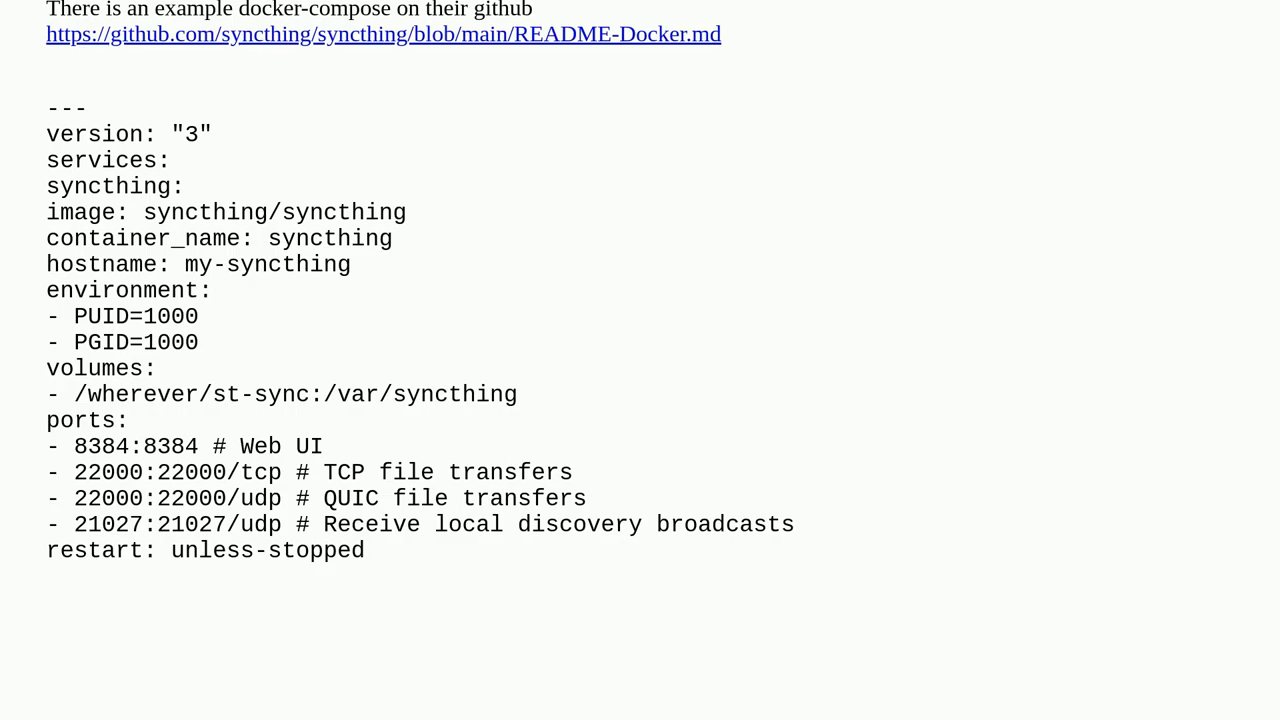 There is an example docker-compose on their github
https://github.com/syncthing/syncthing/blob/main/README-Docker.md
---
version: "3"
services:
syncthing:
image: syncthing/syncthing
container_name: syncthing
hostname: my-syncthing
environment:
- PUID=1000
- PGID=1000
volumes:
- /wherever/st-sync:/var/syncthing
ports:
- 8384:8384 # Web UI
- 22000:22000/tcp # TCP file transfers
- 22000:22000/udp # QUIC file transfers
- 21027:21027/udp # Receive local discovery broadcasts
restart: unless-stopped